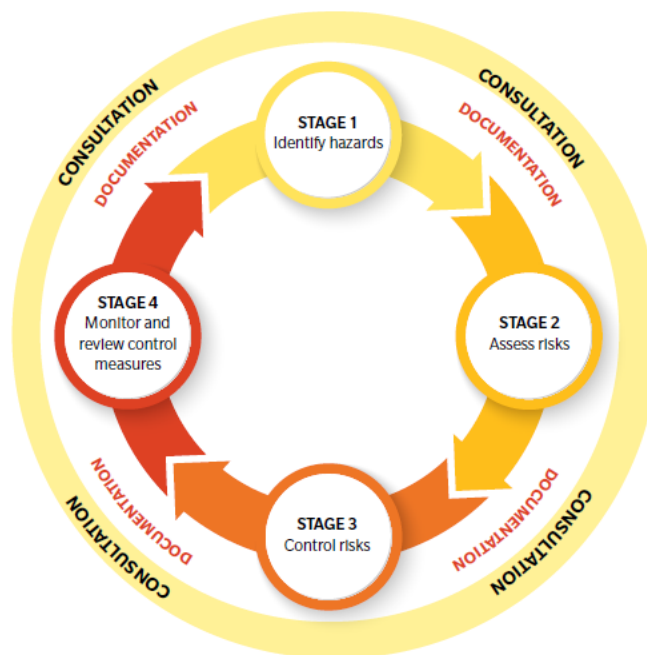 CONSULTATION
DOCUMENTATION
STAGE 1
Identify hazards
CONSULTATION
DOCUMENTATION
STAGE 4
Monitor and
review control
measures
STAGE 2
Assess risks
DOCUMENTATION
CONSULTATION
STAGE 3
Control risks
DOCUMENTATION
CONSULTATION